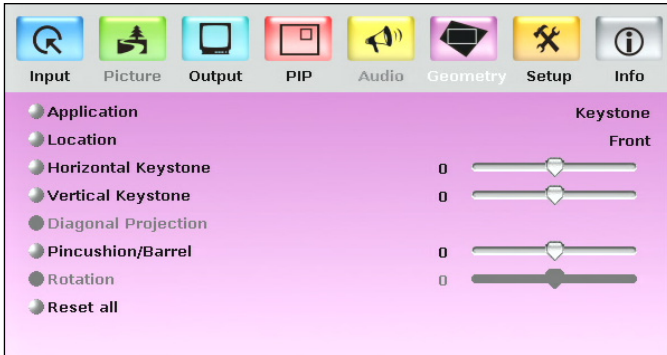 Input Picture Output PIP Audio Geometry Setup Info
Application Keystone
Location Front
Horizontal Keystone 0
Vertical Keystone 0
Diagonal Projection
Pincushion/Barrel 0
Rotation 0
Reset all